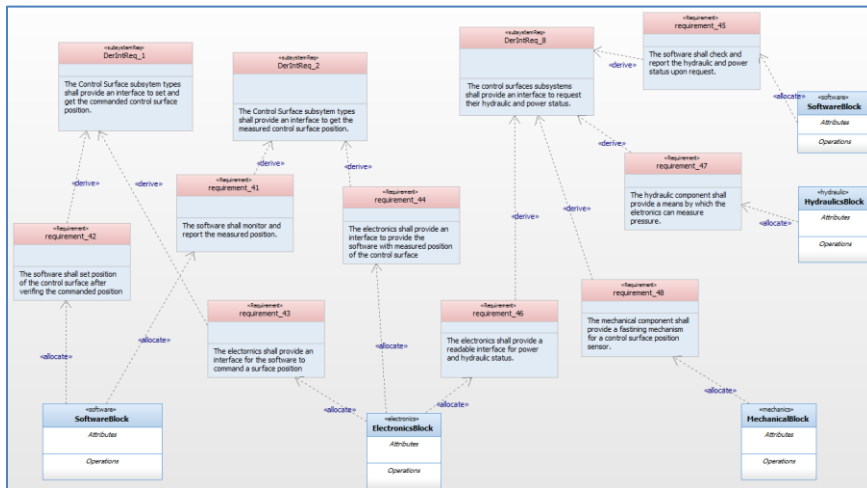 «subsystemReq»
DerIntReq_1
The Control Surface subsytem types
shall provide an interface to set and
get the commanded control surface
position.
«subsystemReq»
DerIntReq_2
The Control Surface subsytem types
shall provide an interface to get the
measured control surface position.
«subsystemReq»
DerIntReq_8
The control surfaces subsystems
shall provide an interface to request
their hydraulic and power status.
«Requirement»
requirement_45
The software shall check and
report the hydraulic and power
status upon request.
«derive»
«allocate»
«software»
SoftwareBlock
Attributes
Operations
«derive»
«derive»
«derive»
«derive»
«derive»
«derive»
«derive»
«Requirement»
requirement_41
The software shall monitor and
report the measured position.
«Requirement»
requirement_44
The electronics shall provide an
interface to provide the
software with measured position
of the control surface
«Requirement»
requirement_47
The hydraulic component shall
provide a means by which the
eletronics can measure
pressure.
«allocate»
«hydraulic»
HydraulicsBlock
Attributes
Operations
«Requirement»
requirement_42
The software shall set position
of the control surface after
verifing the commanded position
«Requirement»
requirement_43
The electornics shall provide an
interface for the software to
command a surface position
«Requirement»
requirement_46
The electronics shall provide a
readable interface for power
and hydraulic status.
«Requirement»
requirement_48
The mechanical component shall
provide a fastining mechanism
for a control surface position
sensor.
«allocate»
«allocate»
«allocate»
«allocate»
«allocate»
«allocate»
«software»
SoftwareBlock
Attributes
Operations
«electronics»
ElectronicsBlock
Attributes
Operations
«mechanics»
MechanicalBlock
Attributes
Operations